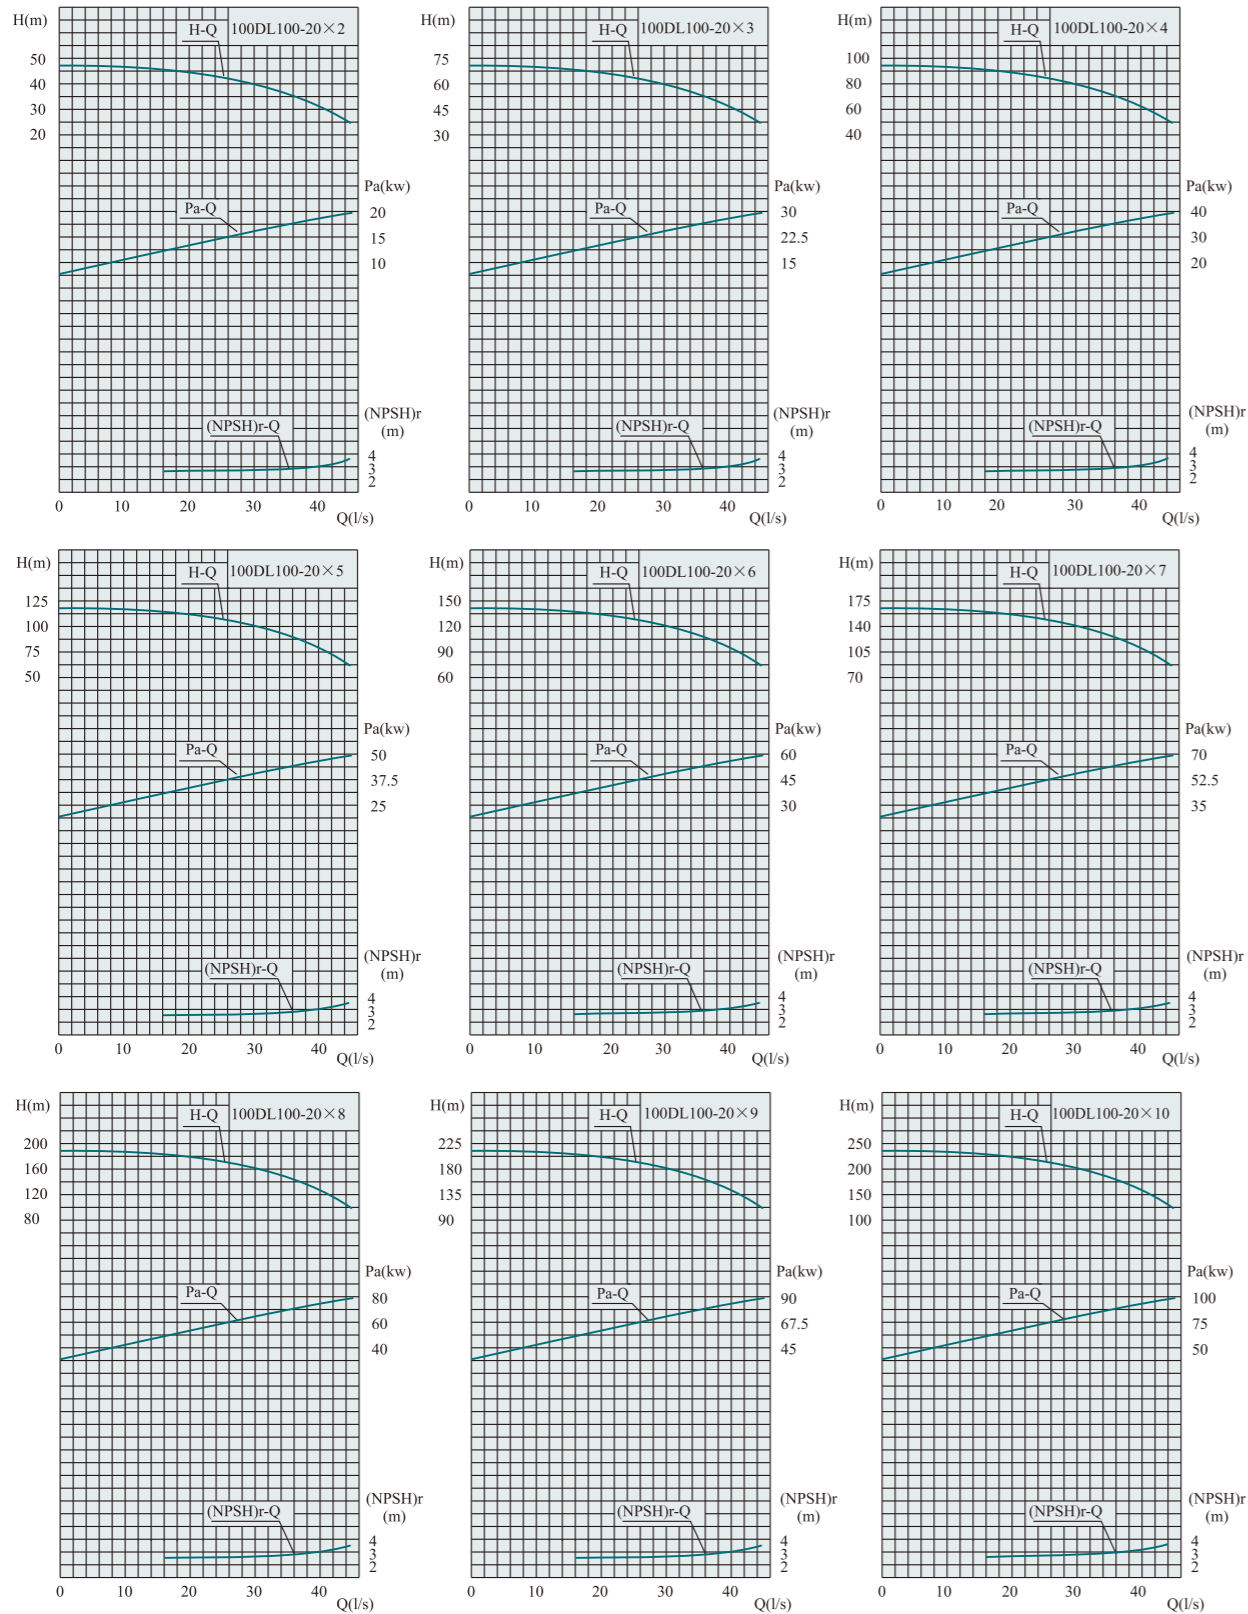 H(m)
H-Q
100DL100-20×2
50
40
30
20
Pa(kw)
Pa-Q
20
15
10
(NPSH)r
(m)
(NPSH)r-Q
4
3
2
0 10 20 30 40
Q(l/s)
H(m)
H-Q
100DL100-20×3
75
60
45
30
Pa(kw)
Pa-Q
30
22.5
15
(NPSH)r
(m)
(NPSH)r-Q
4
3
2
0 10 20 30 40
Q(l/s)
H(m)
H-Q
100DL100-20×4
100
80
60
40
Pa(kw)
Pa-Q
40
30
20
(NPSH)r
(m)
(NPSH)r-Q
4
3
2
0 10 20 30 40
Q(l/s)
H(m)
H-Q
100DL100-20×5
125
100
75
50
Pa(kw)
Pa-Q
50
37.5
25
(NPSH)r
(m)
(NPSH)r-Q
4
3
2
0 10 20 30 40
Q(l/s)
H(m)
H-Q
100DL100-20×6
150
120
90
60
Pa(kw)
Pa-Q
60
45
30
(NPSH)r
(m)
(NPSH)r-Q
4
3
2
0 10 20 30 40
Q(l/s)
H(m)
H-Q
100DL100-20×7
175
140
105
70
Pa(kw)
Pa-Q
70
52.5
35
(NPSH)r
(m)
(NPSH)r-Q
4
3
2
0 10 20 30 40
Q(l/s)
H(m)
H-Q
100DL100-20×8
200
160
120
80
Pa(kw)
Pa-Q
80
60
40
(NPSH)r
(m)
(NPSH)r-Q
4
3
2
0 10 20 30 40
Q(l/s)
H(m)
H-Q
100DL100-20×9
225
180
135
90
Pa(kw)
Pa-Q
90
67.5
45
(NPSH)r
(m)
(NPSH)r-Q
4
3
2
0 10 20 30 40
Q(l/s)
H(m)
H-Q
100DL100-20×10
250
200
150
100
Pa(kw)
Pa-Q
100
75
50
(NPSH)r
(m)
(NPSH)r-Q
4
3
2
0 10 20 30 40
Q(l/s)